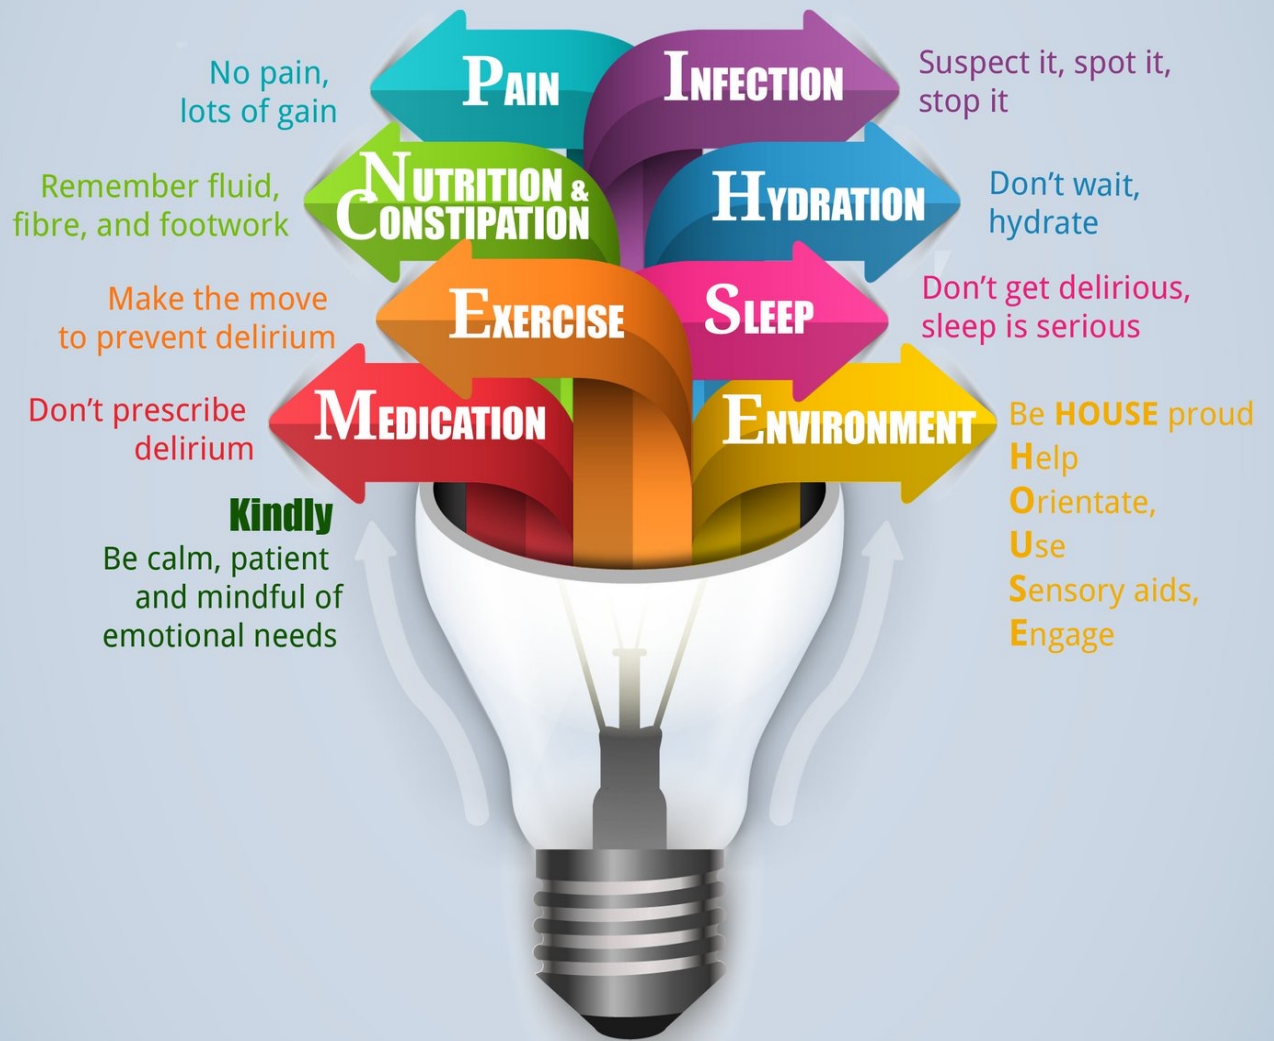 No pain,
lots of gain
PAIN
INFECTION
Suspect it, spot it,
stop it
Remember fluid,
fibre, and footwork
NUTRITION &
CONSTIPATION
HYDRATION
Don’t wait,
hydrate
Make the move
to prevent delirium
EXERCISE
SLEEP
Don’t get delirious,
sleep is serious
Don’t prescribe
delirium
MEDICATION
ENVIRONMENT
Be HOUSE proud
Help
Orientate,
Use
Sensory aids,
Engage
Kindly
Be calm, patient
and mindful of
emotional needs